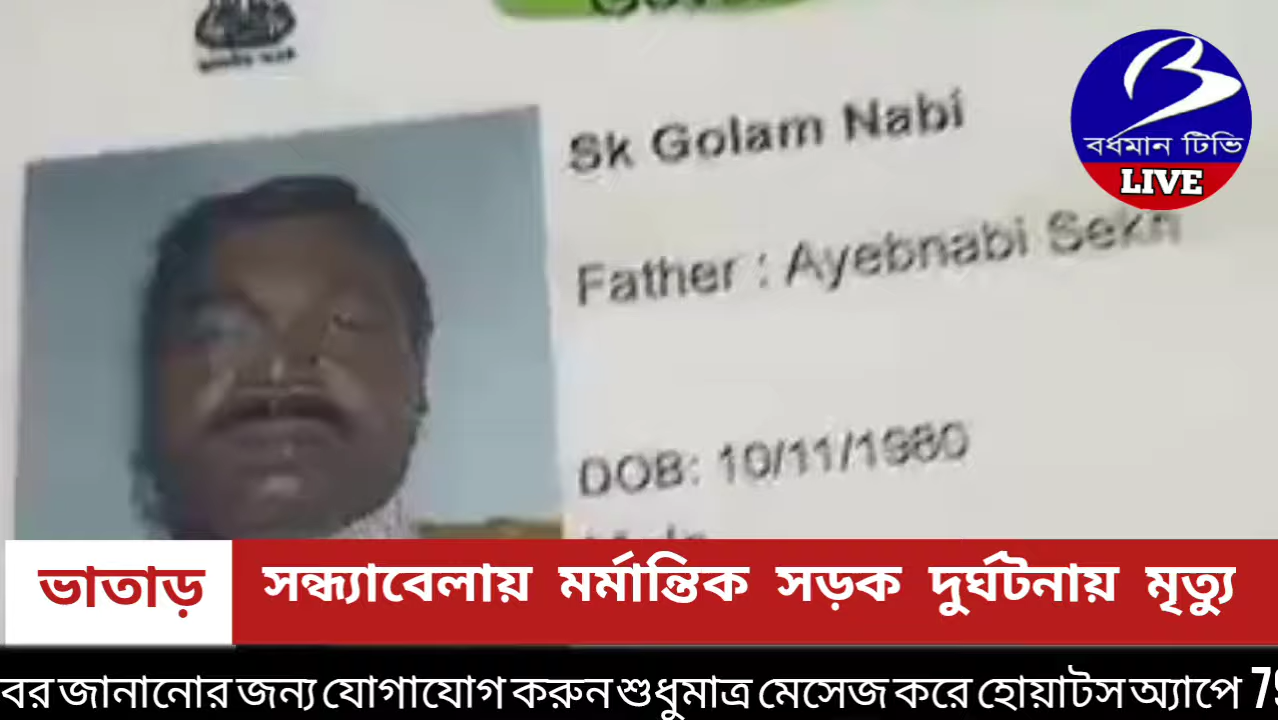 Sk Golam Nabi
Father : Ayebnabi Sekh
DOB: 10/11/1980
বর্ধমান টিভি
LIVE
ভাতাড় সন্ধ্যাবেলায় মর্মান্তিক সড়ক দুর্ঘটনায় মৃত্যু
বর জানানোর জন্য যোগাযোগ করুন শুধুমাত্র মেসেজ করে হোয়াটস অ্যাপে